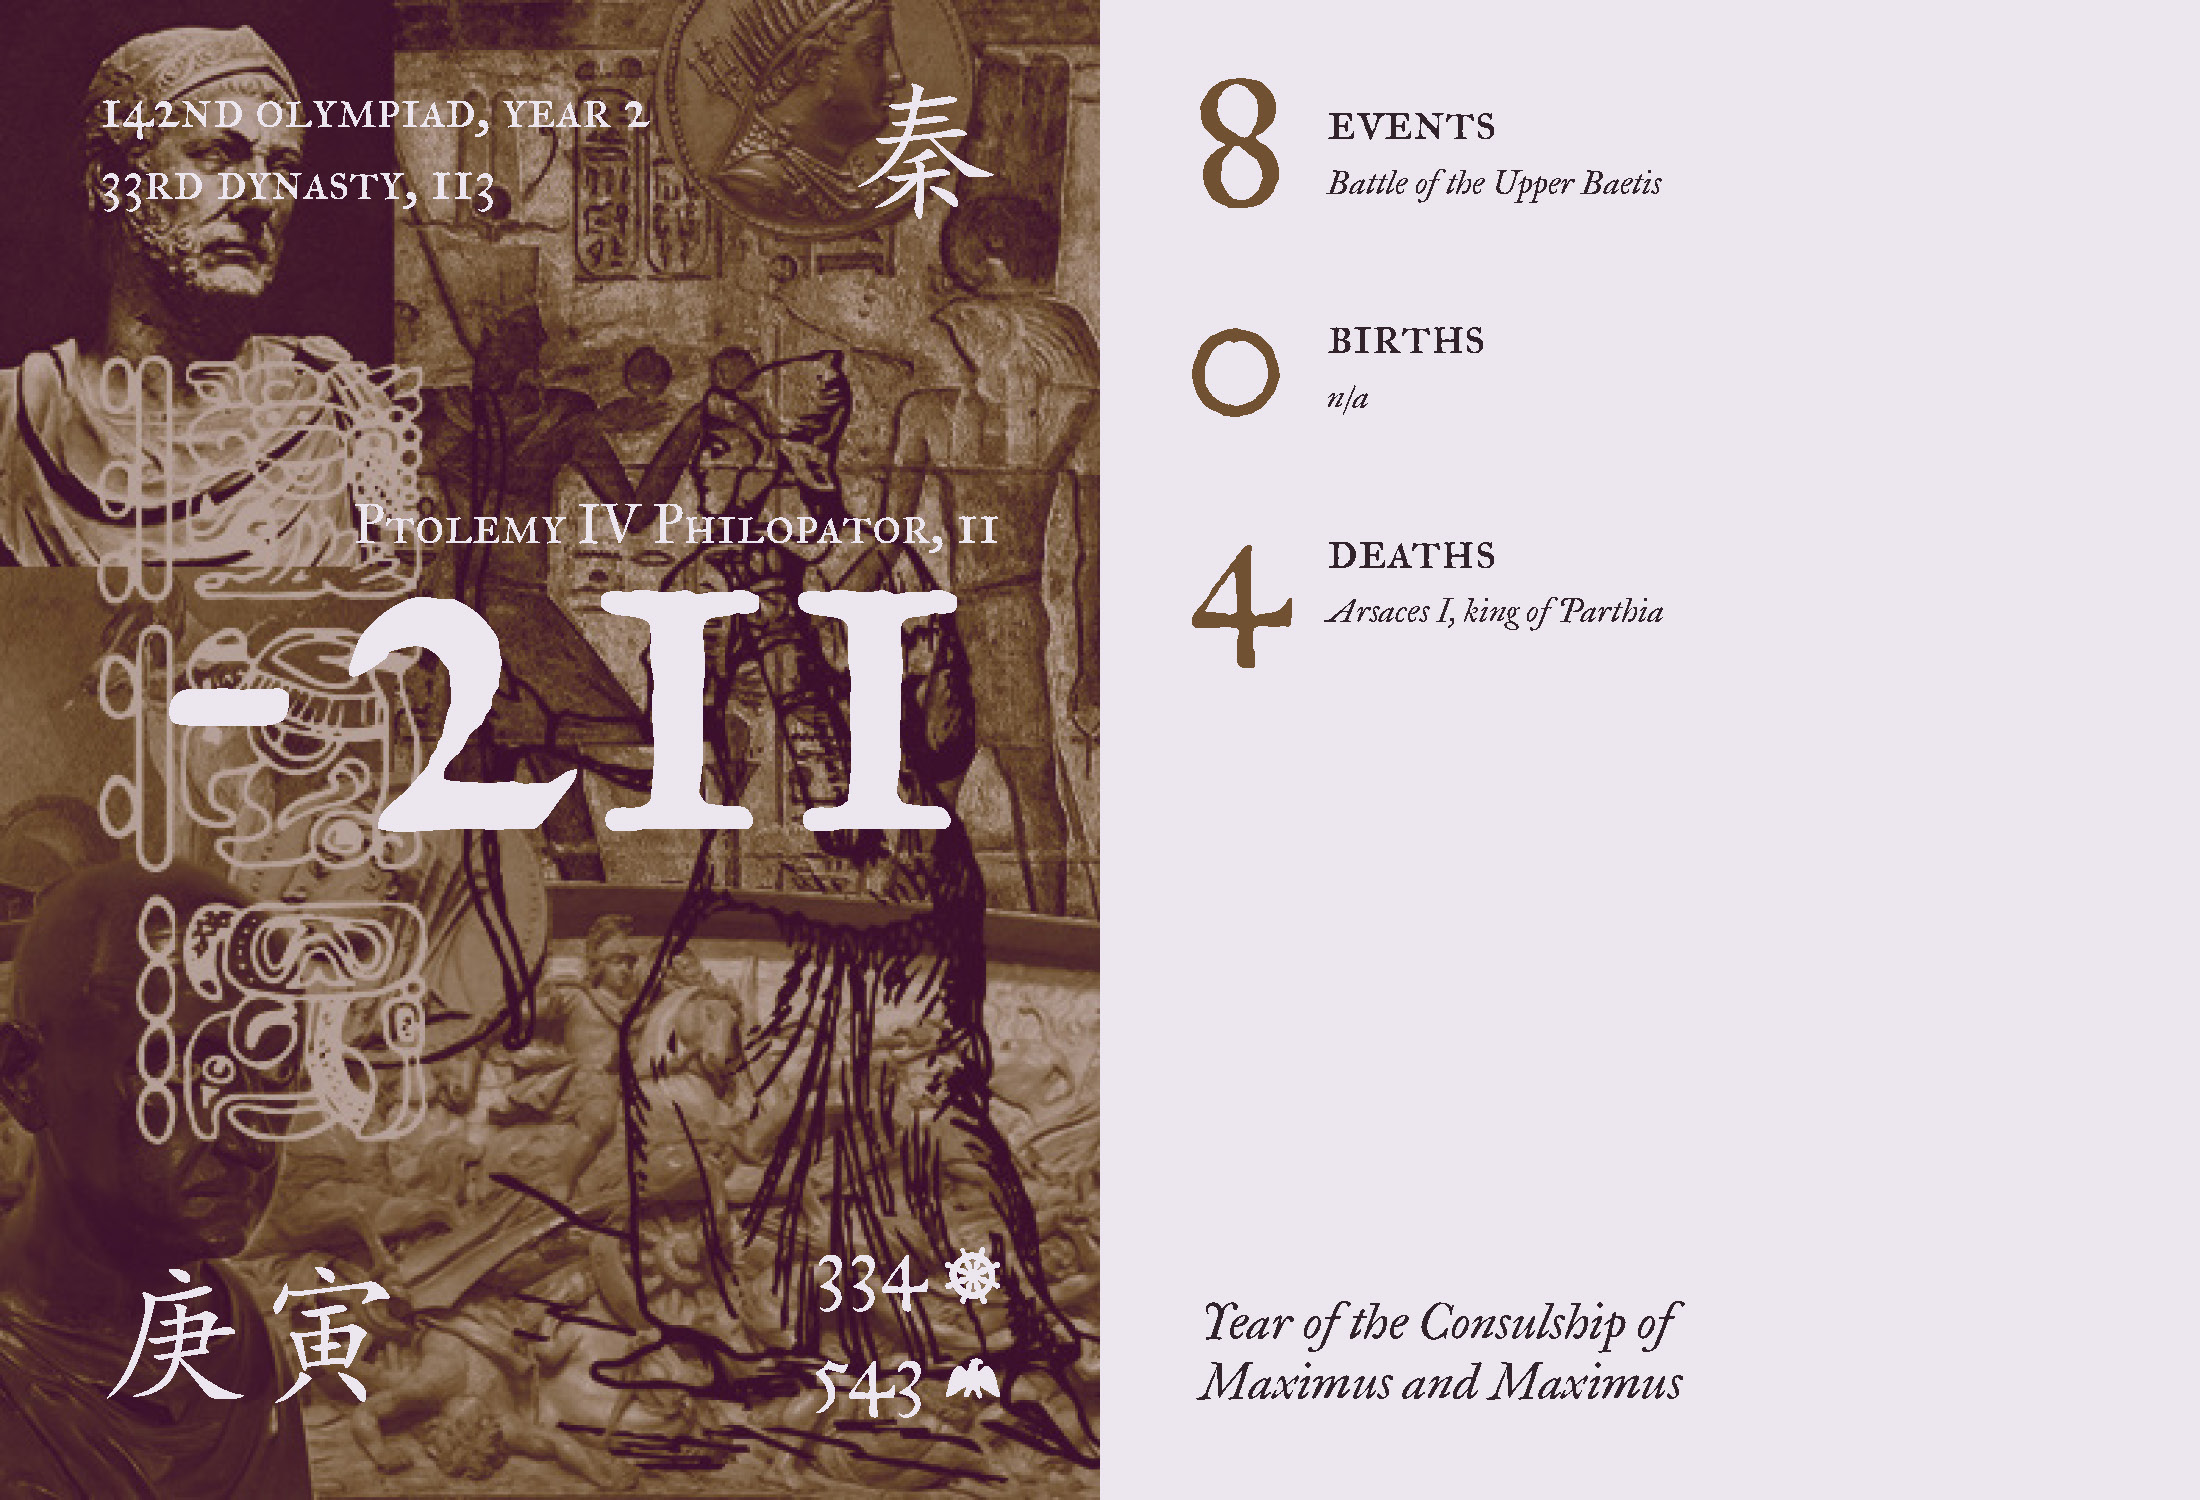 142ND OLYMPIAD, YEAR 2
33RD DYNASTY, 113
秦
PTOLEMY IV PHILOPATOR, 11
-211
庚寅
334
543
8 EVENTS
Battle of the Upper Baetis
0 BIRTHS
n/a
4 DEATHS
Arsaces I, king of Parthia
Year of the Consulship of
Maximus and Maximus